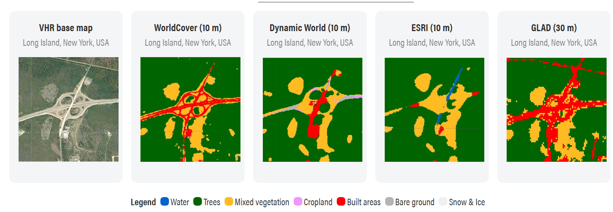 VHR base map
Long Island, New York, USA
WorldCover (10 m)
Long Island, New York, USA
Dynamic World (10 m)
Long Island, New York, USA
ESRI (10 m)
Long Island, New York, USA
GLAD (30 m)
Long Island, New York, USA
Legend Water Trees Mixed vegetation Cropland Built areas Bare ground Snow & Ice